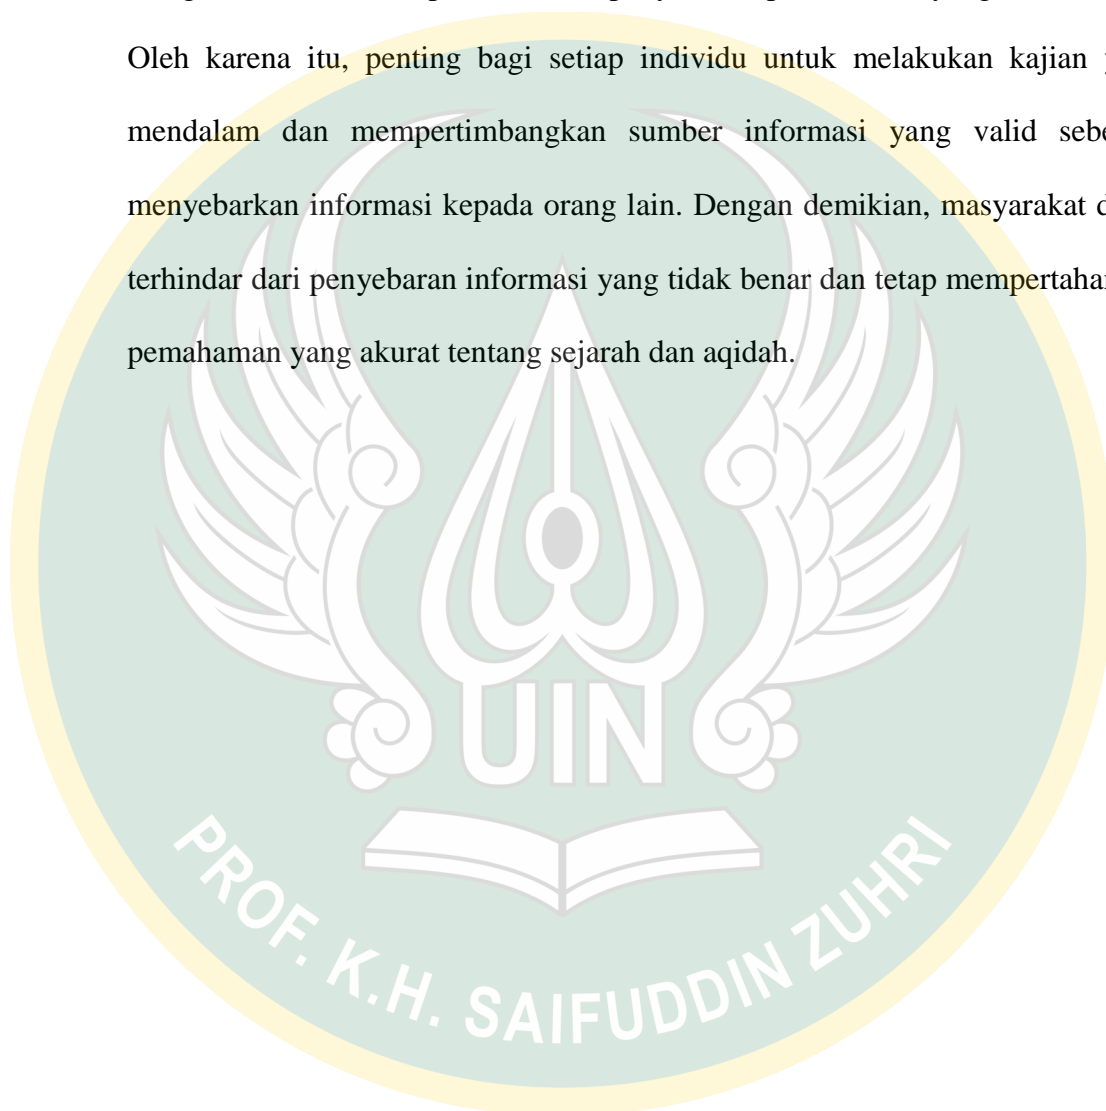 Oleh karena itu, penting bagi setiap individu untuk melakukan kajian
mendalam dan mempertimbangkan sumber informasi yang valid sebe
menyebarkan informasi kepada orang lain. Dengan demikian, masyarakat d
terhindar dari penyebaran informasi yang tidak benar dan tetap mempertaha
pemahaman yang akurat tentang sejarah dan aqidah.
UIN
PROF. K.H. SAIFUDDIN ZUHRI